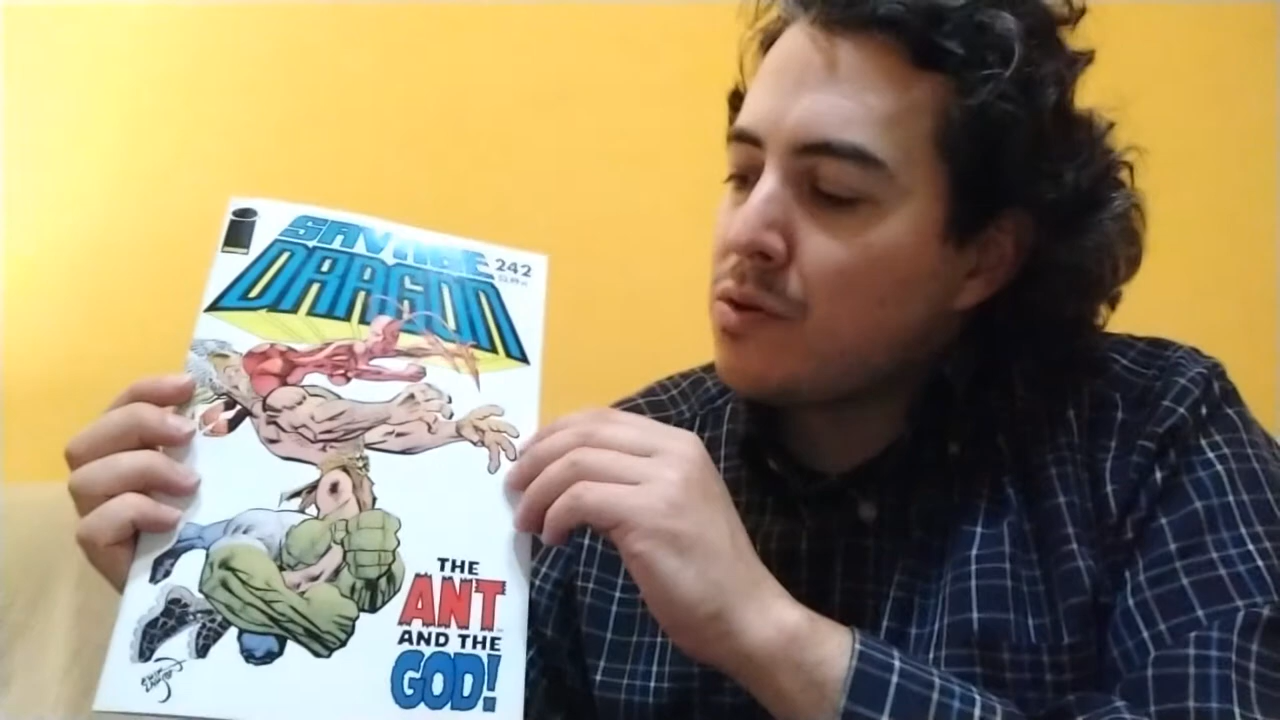 SAVAGE
DRAGON
242
THE
ANT
AND THE
GOD!